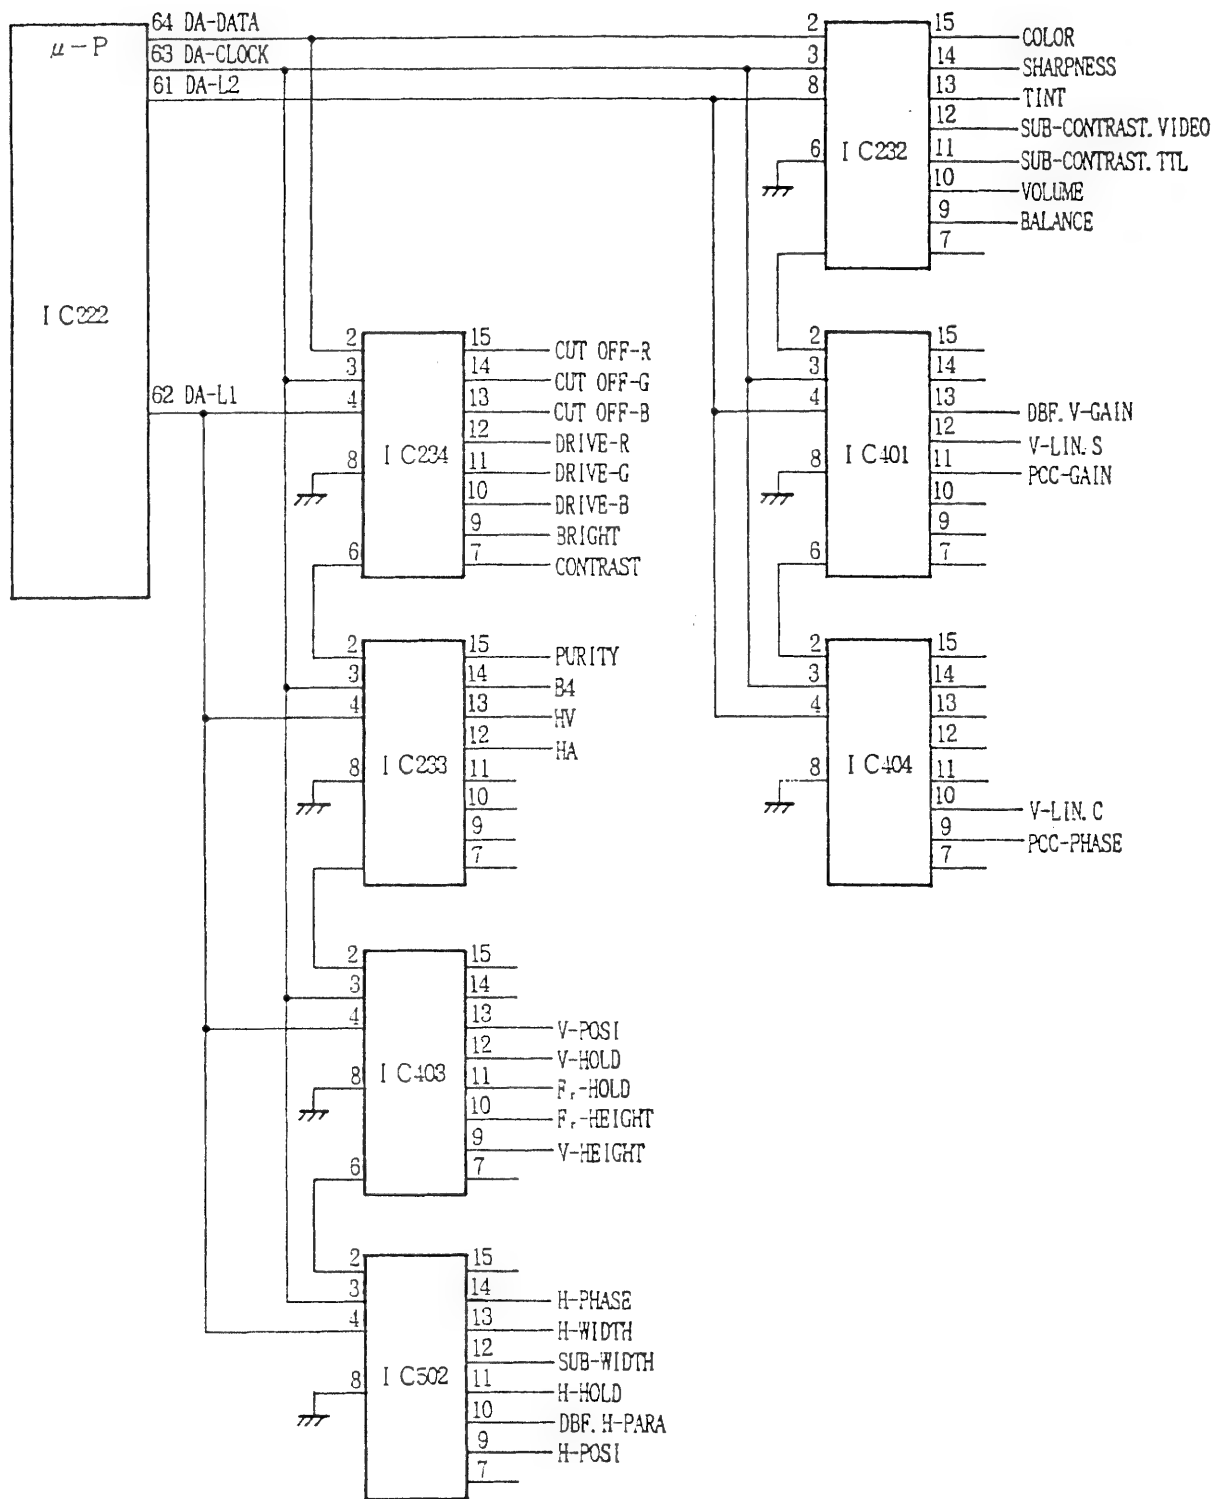 μ-P
64 DA-DATA
63 DA-CLOCK
61 DA-L2
IC222
62 DA-L1
2
3
8
6
IC232
15 COLOR
14 SHARPNESS
13 TINT
12 SUB-CONTRAST.VIDEO
11 SUB-CONTRAST.TTL
10 VOLUME
9 BALANCE
7
2
3
4
8
6
IC234
15 CUT OFF-R
14 CUT OFF-G
13 CUT OFF-B
12 DRIVE-R
11 DRIVE-G
10 DRIVE-B
9 BRIGHT
7 CONTRAST
2
3
4
8
6
IC401
15
14
13 DBF.V-GAIN
12 V-LIN.S
11 PCC-GAIN
10
9
7
2
3
4
8
IC233
15 PURITY
14 B4
13 HV
12 HA
11
10
9
7
2
3
4
8
IC404
15
14
13
12
11
10 V-LIN.C
9 PCC-PHASE
7
2
3
4
8
6
IC403
15
14
13 V-POSI
12 V-HOLD
11 Fr-HOLD
10 Fr-HEIGHT
9 V-HEIGHT
7
2
3
4
8
IC502
15
14 H-PHASE
13 H-WIDTH
12 SUB-WIDTH
11 H-HOLD
10 DBF.H-PARA
9 H-POSI
7